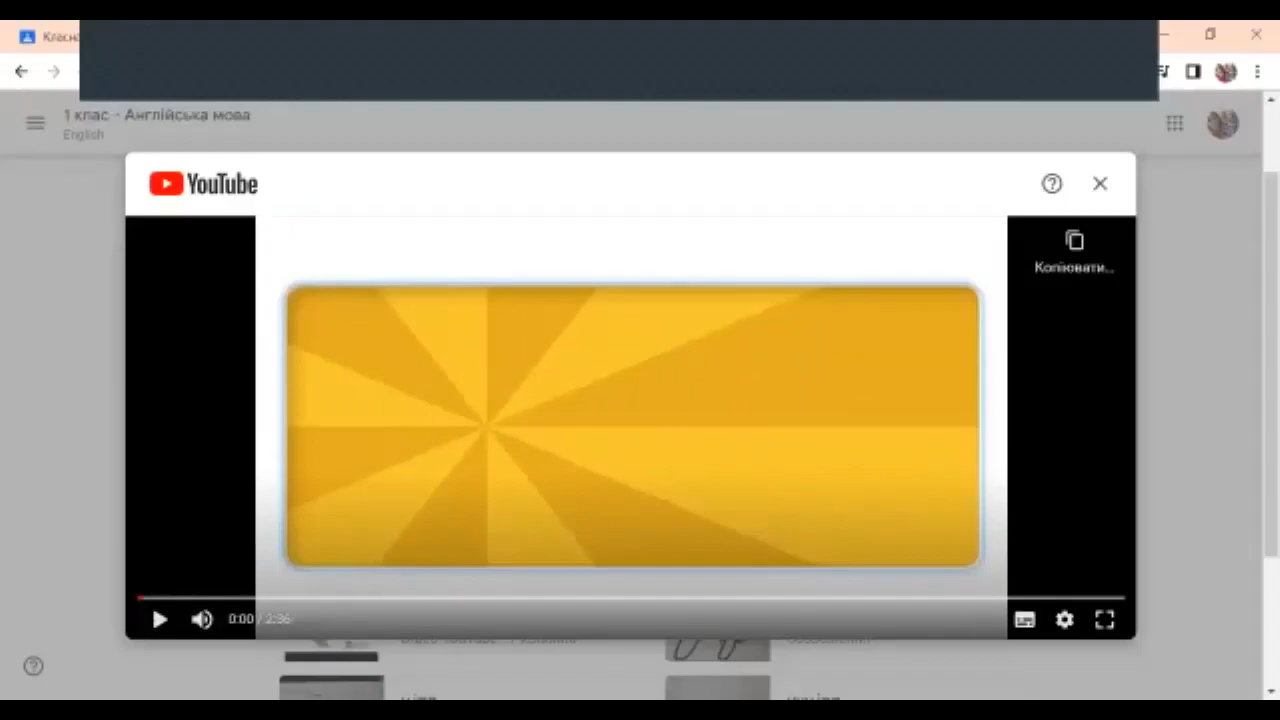 1 клас - Англійська мова
English
YouTube
Копіювати...
0:00 / 2:36